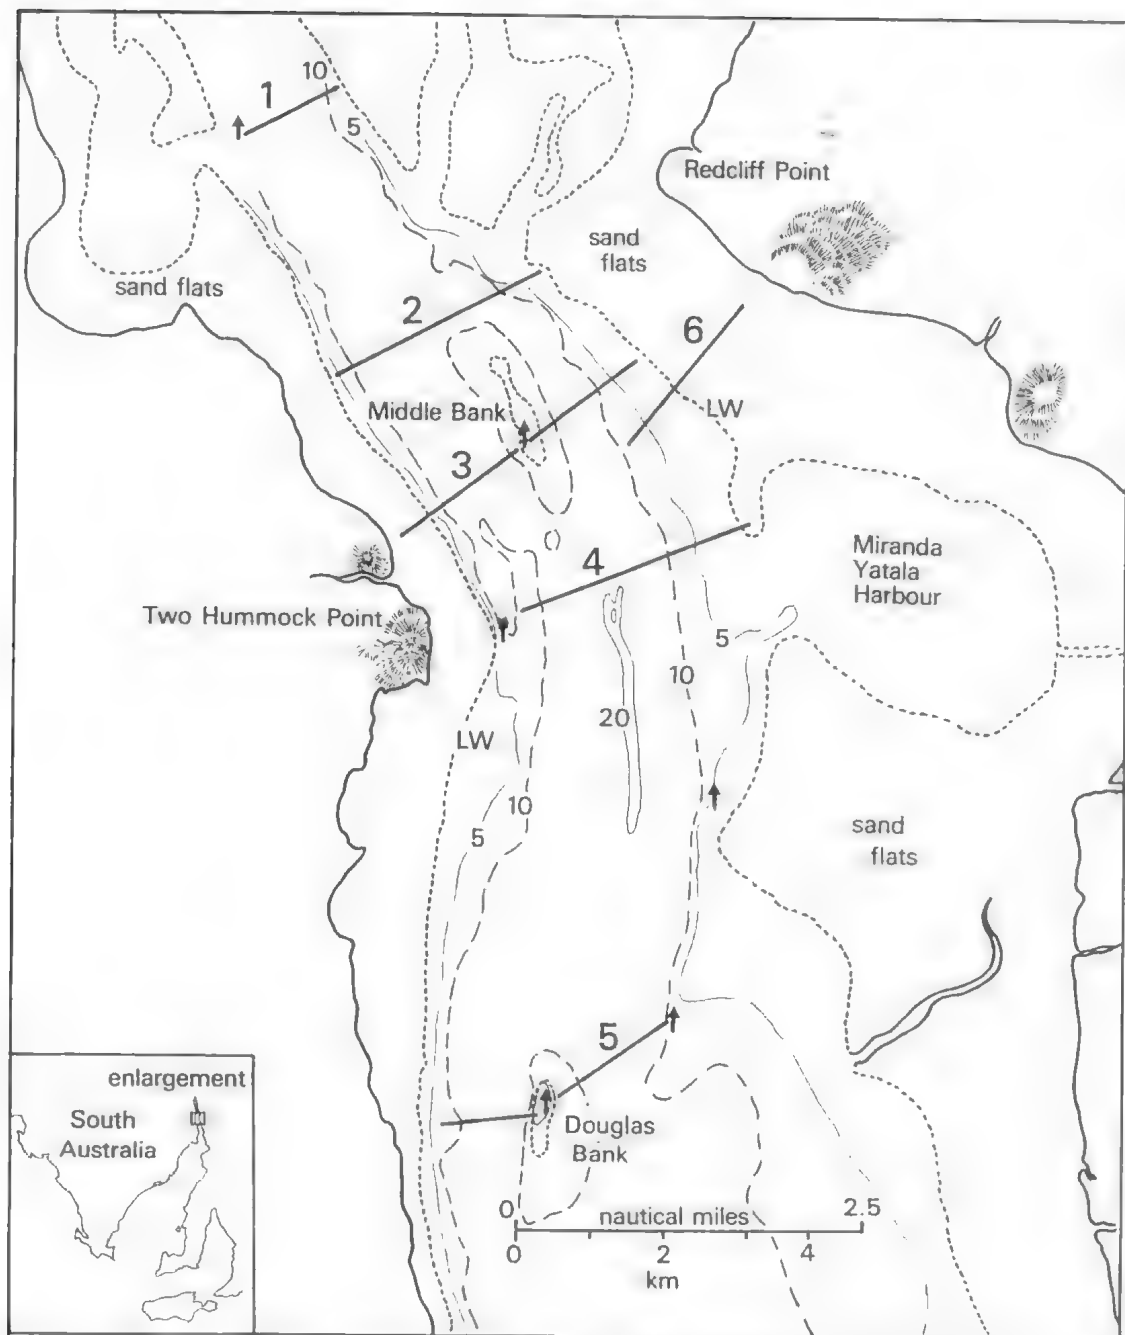 10
1
5
Redcliff Point
sand
flats
sand flats
2
6
Middle Bank
LW
3
4
Miranda
Yatala
Harbour
Two Hummock Point
5
10
20
LW
10
5
sand
flats
5
enlargement
South
Australia
Douglas
Bank
0
nautical miles
2.5
0
2
4
km